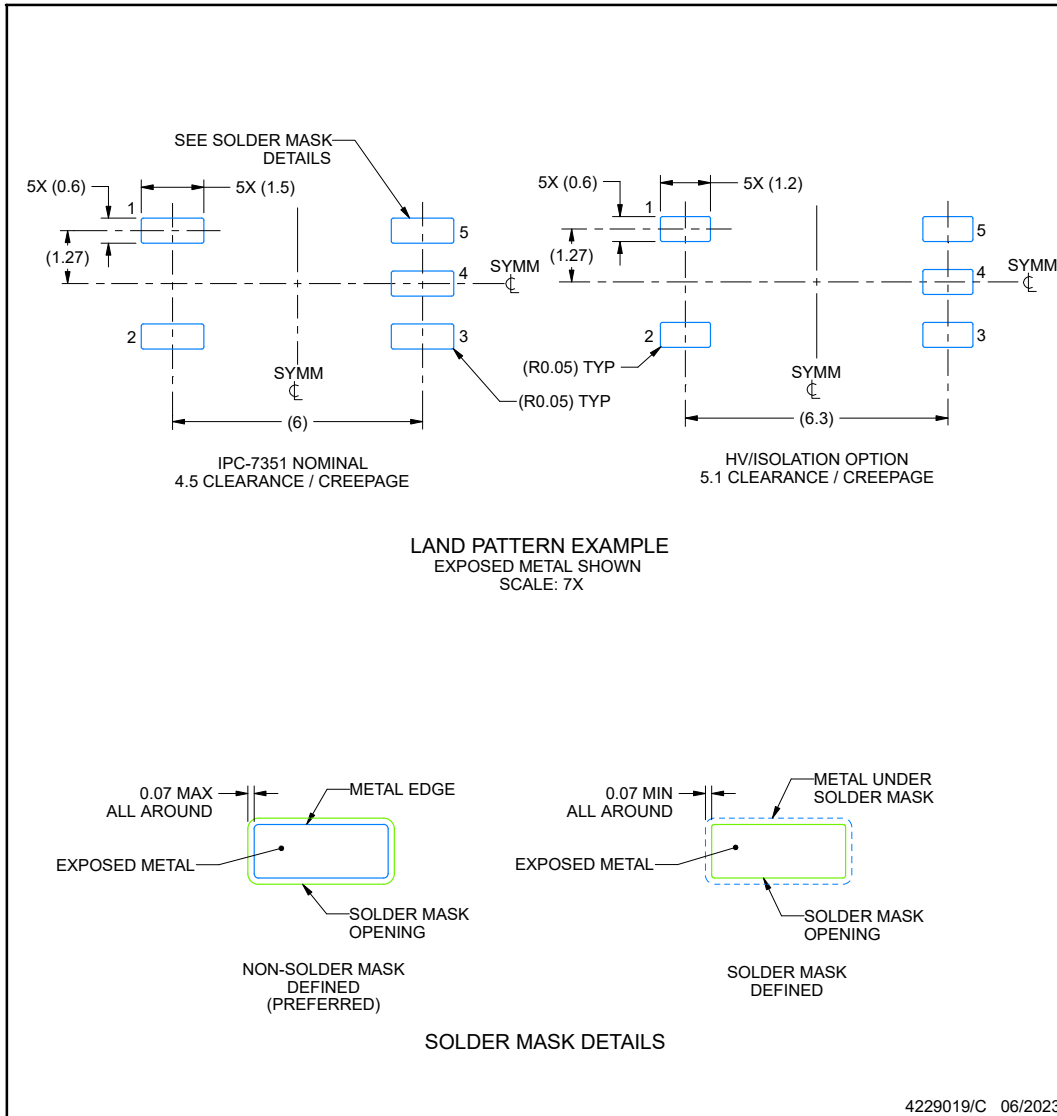 SEE SOLDER MASK
DETAILS
5X (0.6)
5X (1.5)
1
5
(1.27)
4
SYMM
℄
2
3
SYMM
℄
(R0.05) TYP
(6)
IPC-7351 NOMINAL
4.5 CLEARANCE / CREEPAGE
5X (0.6)
5X (1.2)
1
5
(1.27)
4
SYMM
℄
2
3
(R0.05) TYP
SYMM
℄
(6.3)
HV/ISOLATION OPTION
5.1 CLEARANCE / CREEPAGE
LAND PATTERN EXAMPLE
EXPOSED METAL SHOWN
SCALE: 7X
0.07 MAX
ALL AROUND
METAL EDGE
EXPOSED METAL
SOLDER MASK
OPENING
NON-SOLDER MASK
DEFINED
(PREFERRED)
0.07 MIN
ALL AROUND
METAL UNDER
SOLDER MASK
EXPOSED METAL
SOLDER MASK
OPENING
SOLDER MASK
DEFINED
SOLDER MASK DETAILS
4229019/C 06/2023